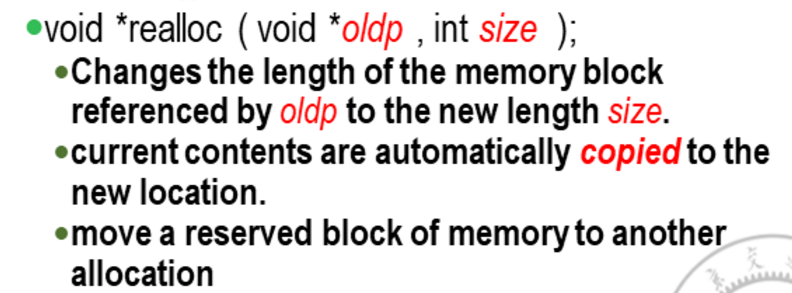 ●void *realloc ( void *oldp , int size );
●Changes the length of the memory block
referenced by oldp to the new length size.
●current contents are automatically copied to the
new location.
●move a reserved block of memory to another
allocation